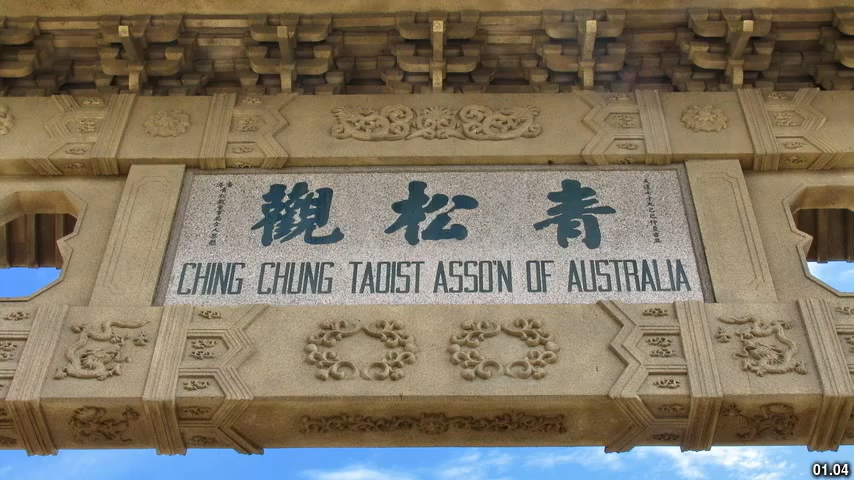 觀松青
CHING CHUNG TAOIST ASSO'N OF AUSTRALIA
01.04